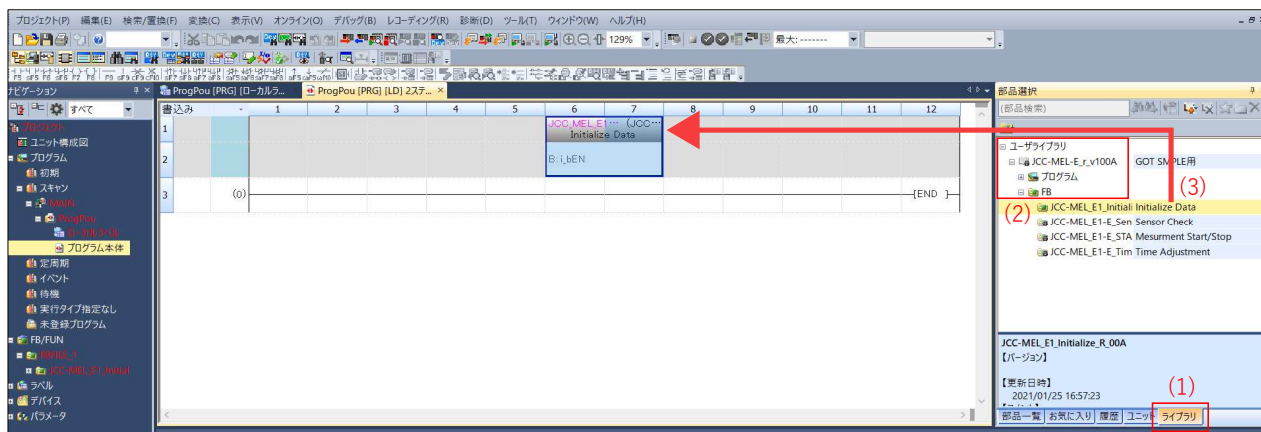 プロジェクト(P) 編集(E) 検索/置換(F) 変換(C) 表示(V) オンライン(O) デバッグ(B) レコーディング(R) 診断(D) ツール(T) ウィンドウ(W) ヘルプ(H)
129% 最大: -------
ナビゲーション
すべて
プロジェクト
ユニット構成図
プログラム
初期
スキャン
MAIN
ProgPou
ローカルラベル
プログラム本体
定周期
イベント
待機
実行タイプ指定なし
未登録プログラム
FB/FUN
FBFILE_1
JCC-MEL_E1_Initial
ラベル
デバイス
パラメータ
ProgPou [PRG] [ローカルラ... ProgPou [PRG] [LD] 2ステ... ×
書込み 1 2 3 4 5 6 7 8 9 10 11 12
1 JCC_MEL_E1… (JCC…
Initialize Data
2 B: i_bEN
3 (0) [END ]
部品選択
(部品検索)
ユーザライブラリ
JCC-MEL-E_r_v100A GOT SMPLE用
プログラム
FB
(3)
(2)
JCC-MEL_E1_Initiali Initialize Data
JCC-MEL_E1-E_Sen Sensor Check
JCC-MEL_E1-E_STA Mesurment Start/Stop
JCC-MEL_E1-E_Tim Time Adjustment
JCC-MEL_E1_Initialize_R_00A
【バージョン】
【更新日時】
2021/01/25 16:57:23
(1)
部品一覧 お気に入り 履歴 ユニット ライブラリ